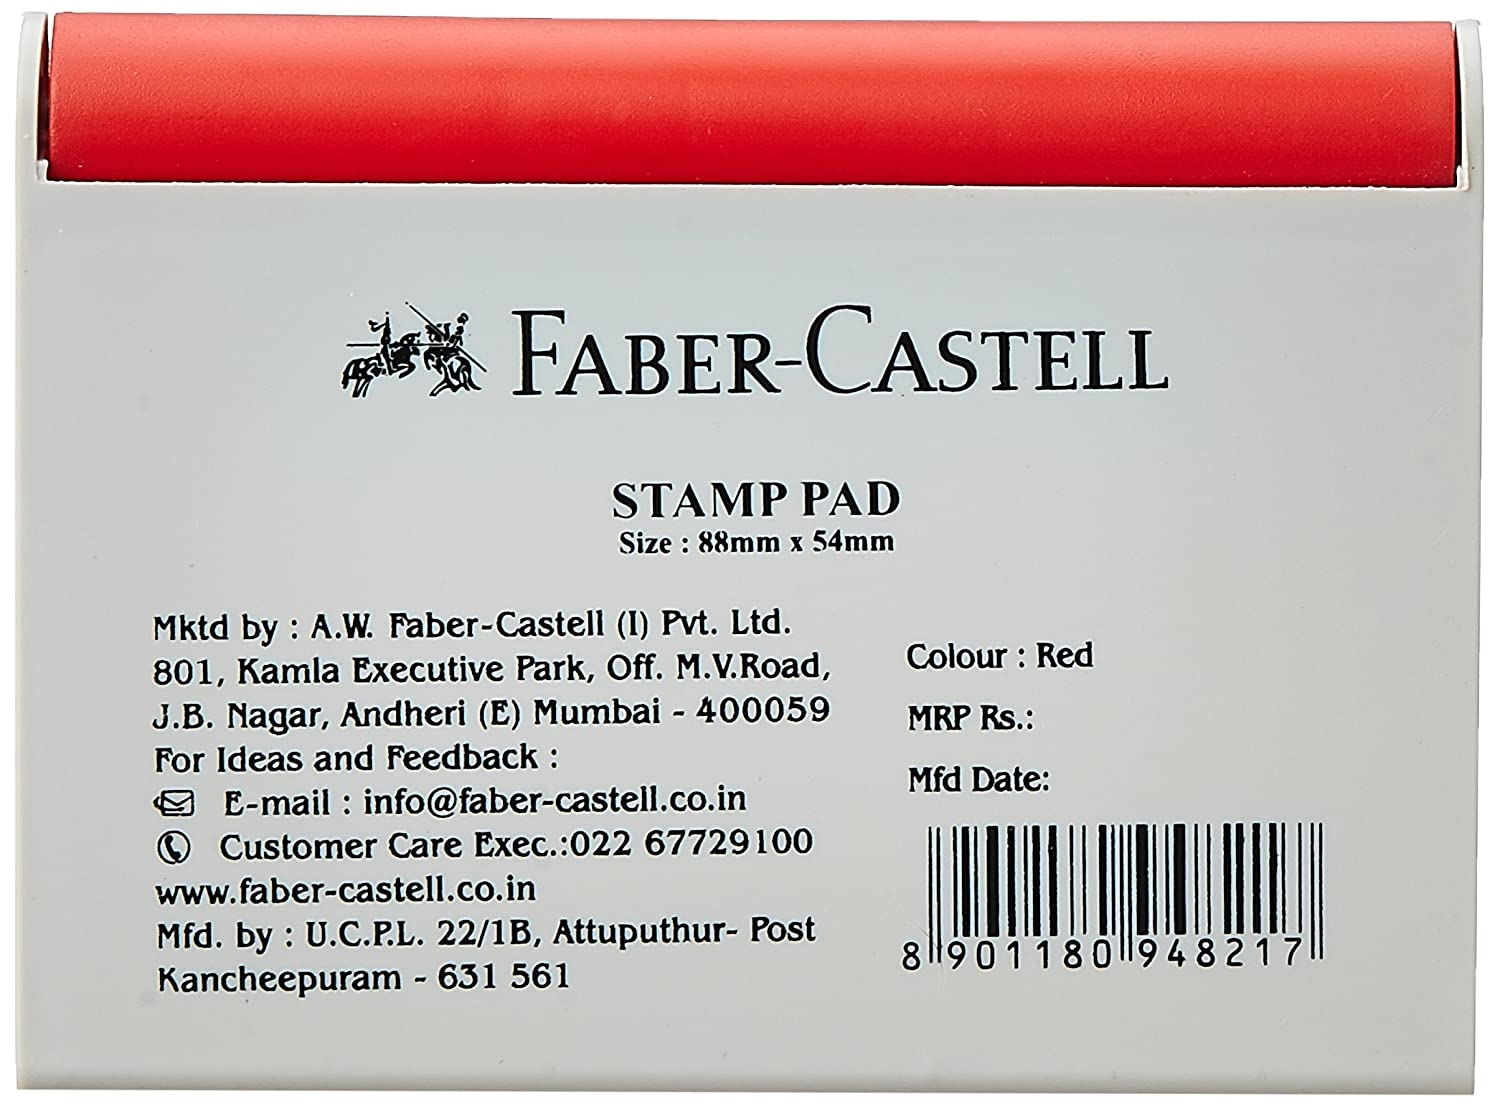 FABER-CASTELL
STAMP PAD
Size : 88mm x 54mm
Mktd by : A.W. Faber-Castell (I) Pvt. Ltd.
801, Kamla Executive Park, Off. M.V.Road,
J.B. Nagar, Andheri (E) Mumbai - 400059
For Ideas and Feedback :
E-mail : info@faber-castell.co.in
Customer Care Exec.:022 67729100
www.faber-castell.co.in
Mfd. by : U.C.P.L. 22/1B, Attuputhur- Post
Kancheepuram - 631 561
Colour : Red
MRP Rs.:
Mfd Date:
8 901180 948217